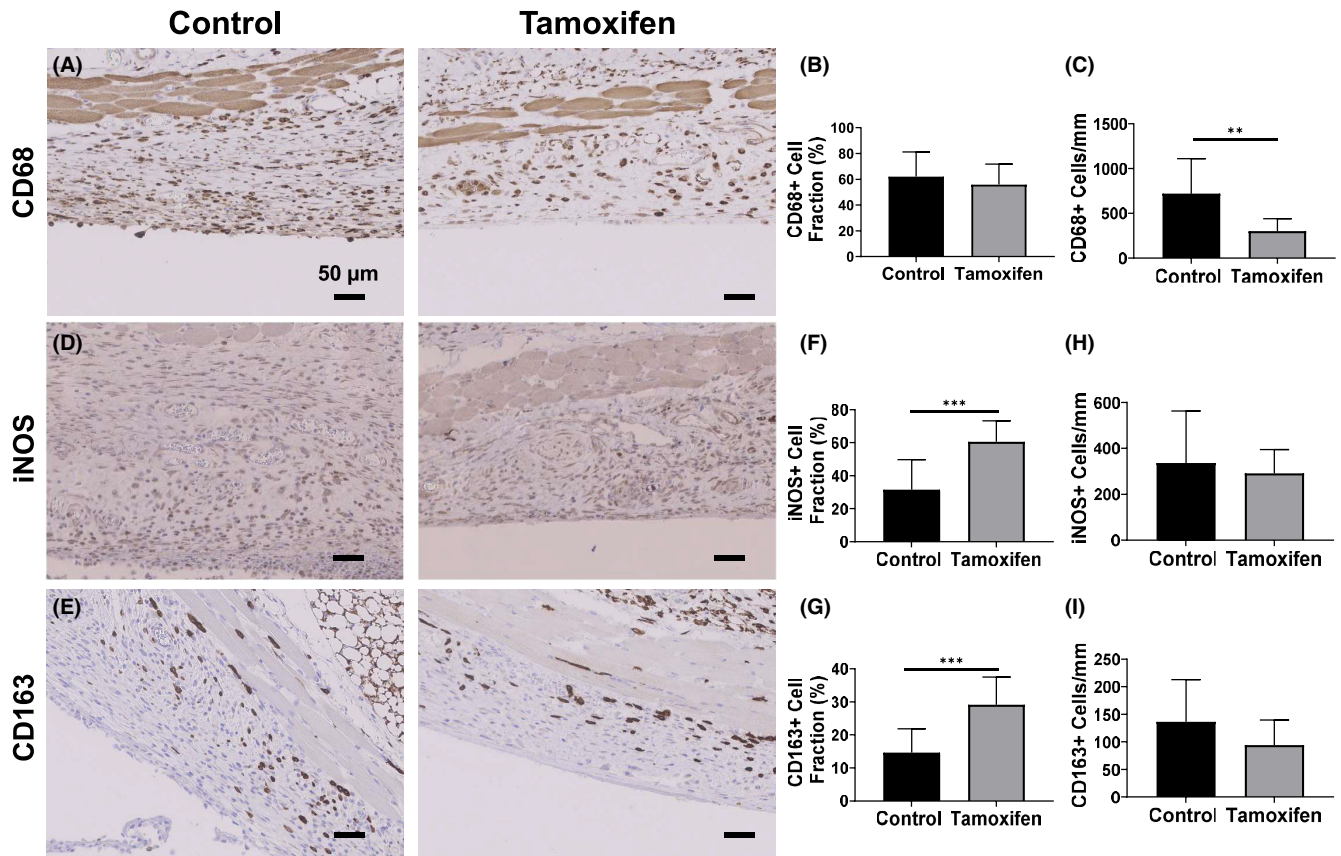 Control
Tamoxifen
CD68
(A)
50 µm
(B)
CD68+ Cell
Fraction (%)
100
80
60
40
20
0
Control Tamoxifen
(C)
CD68+ Cells/mm
1500
1000
500
0
**
Control Tamoxifen
iNOS
(D)
(F)
iNOS+ Cell
Fraction (%)
80
60
40
20
0
***
Control Tamoxifen
(H)
iNOS+ Cells/mm
600
400
200
0
Control Tamoxifen
CD163
(E)
(G)
CD163+ Cell
Fraction (%)
40
30
20
10
0
***
Control Tamoxifen
(I)
CD163+ Cells/mm
250
200
150
100
50
0
Control Tamoxifen